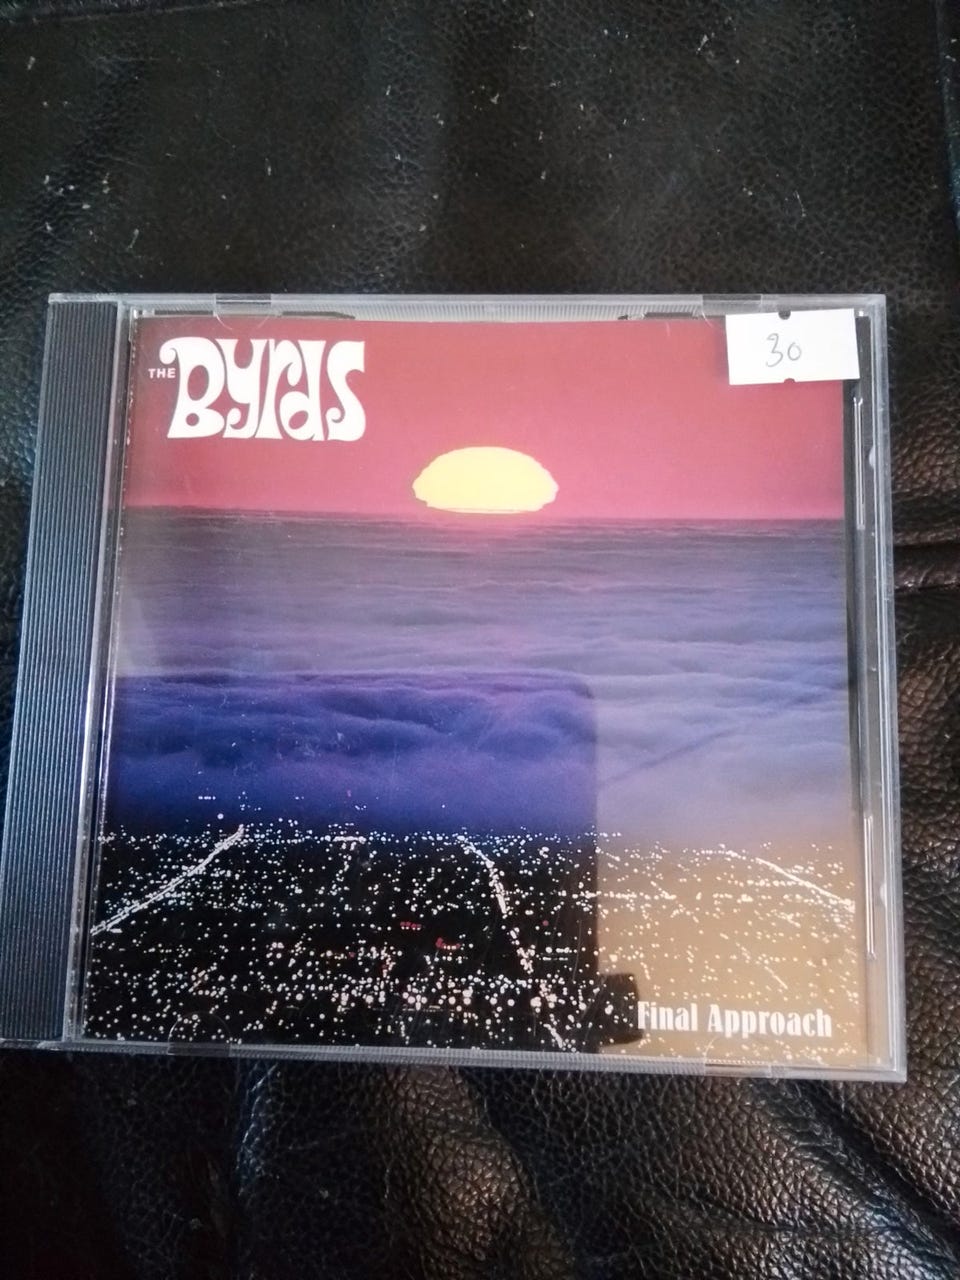 THE Byrds
30
Final Approach